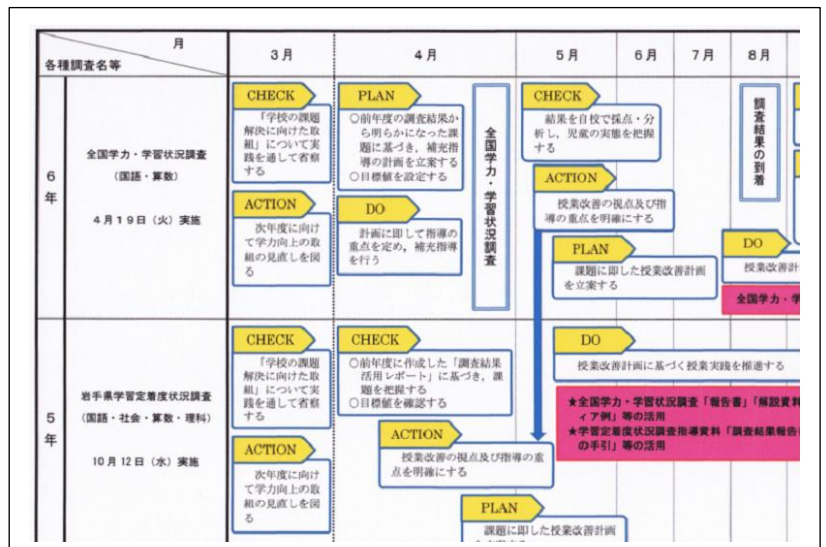 月
各種調査名等
3月
4月
5月
6月
7月
8月
6年
全国学力・学習状況調査
(国語・算数)
4月19日(火)実施
CHECK
「学校の課題
解決に向けた取
組」について実
践を通して省察
する
ACTION
次年度に向け
て学力向上の取
組の見直しを図
る
PLAN
○前年度の調査結果か
ら明らかになった課
題に基づき,補充指
導の計画を立案する
○目標値を設定する
DO
計画に即して指導の
重点を定め,補充指導
を行う
全国学力・学習状況調査
CHECK
結果を自校で採点・分
析し,児童の実態を把握
する
ACTION
授業改善の視点及び指
導の重点を明確にする
PLAN
課題に即した授業改善計画
を立案する
調査結果の到着
DO
授業改善計
全国学力・学
5年
岩手県学習定着度状況調査
(国語・社会・算数・理科)
10月12日(水)実施
CHECK
「学校の課題
解決に向けた取
組」について実
践を通して省察
する
ACTION
次年度に向け
て学力向上の取
組の見直しを図
る
CHECK
○前年度に作成した「調査結果
活用レポート」に基づき,課
題を把握する
○目標値を確認する
ACTION
授業改善の視点及び指導の重
点を明確にする
PLAN
課題に即した授業改善計画
DO
授業改善計画に基づく授業実践を推進する
★全国学力・学習状況調査「報告書」「解説資料
ィア例」等の活用
★学習定着度状況調査指導資料「調査結果報告
の手引」等の活用